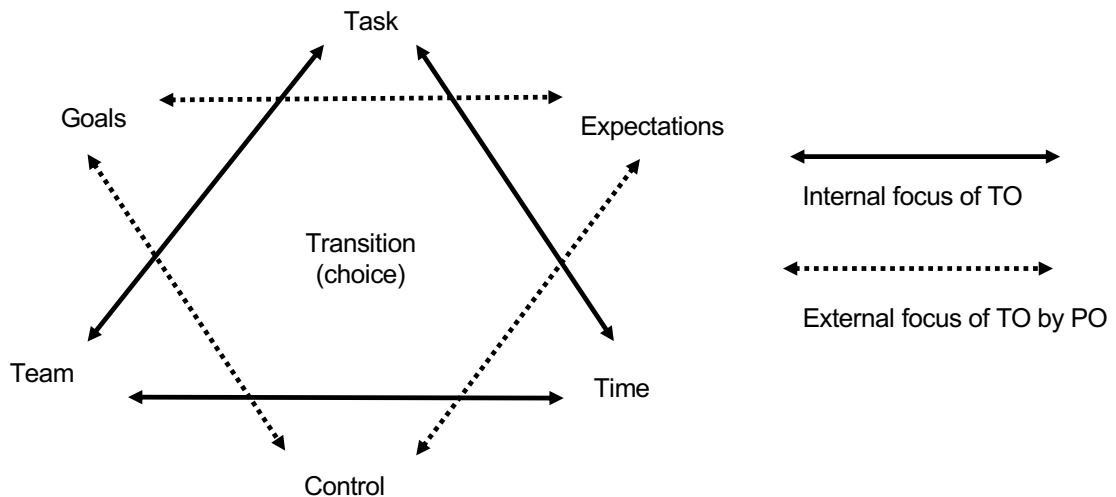 Task
Goals
Expectations
Transition
(choice)
Team
Time
Control
Internal focus of TO
External focus of TO by PO